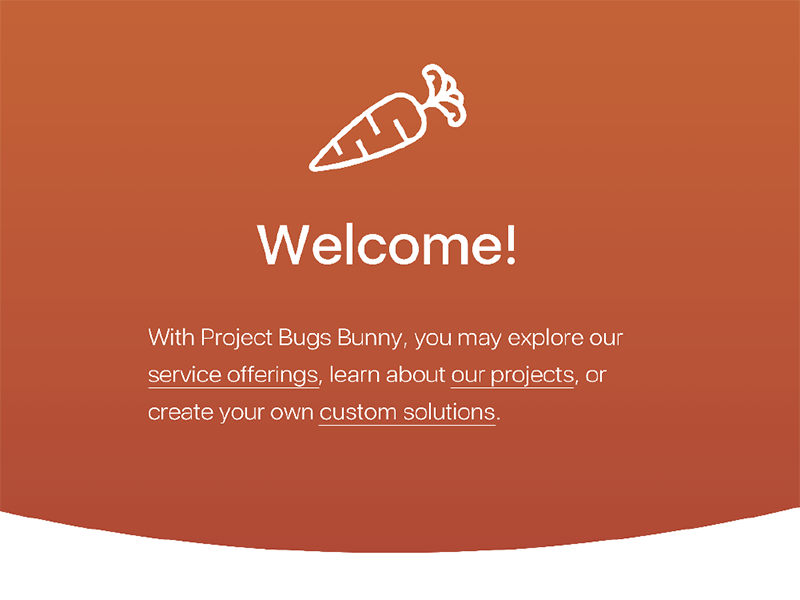 Welcome!
With Project Bugs Bunny, you may explore our
service offerings, learn about our projects, or
create your own custom solutions.